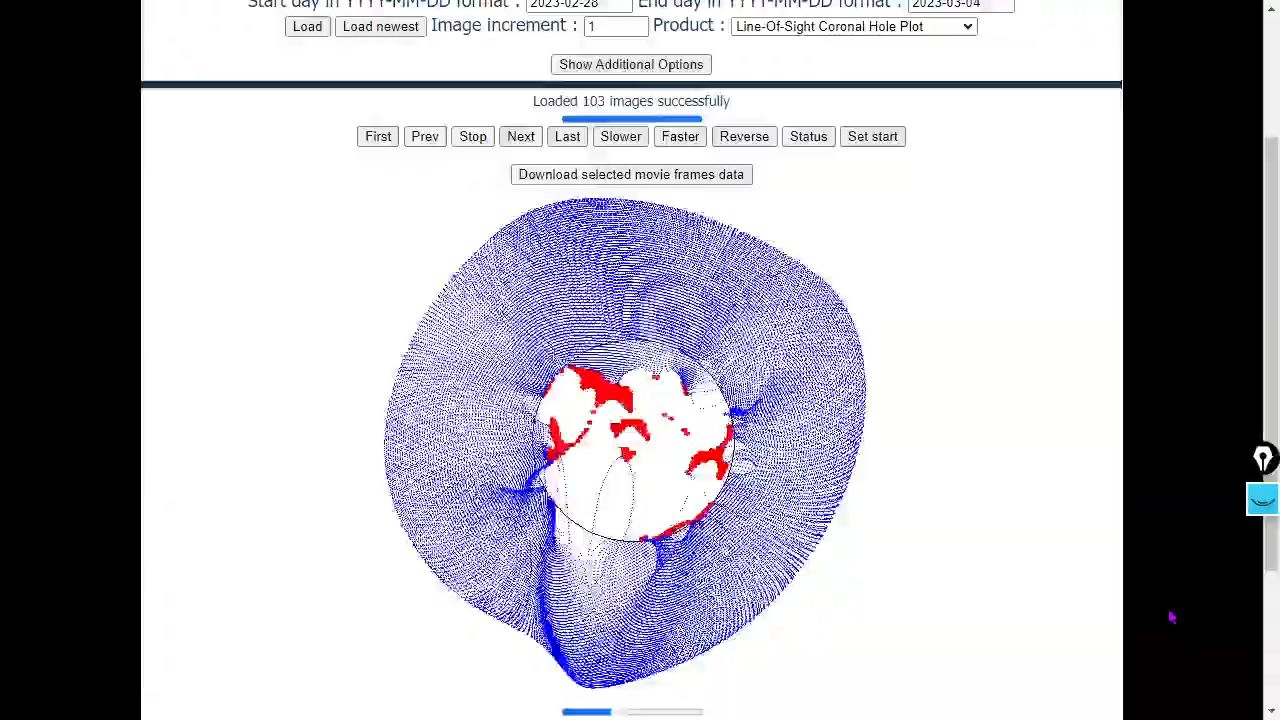 Start day in YYYY-MM-DD format : 2023-02-28 End day in YYYY-MM-DD format : 2023-03-04
Load Load newest Image increment : 1 Product : Line-Of-Sight Coronal Hole Plot
Show Additional Options
Loaded 103 images successfully
First Prev Stop Next Last Slower Faster Reverse Status Set start
Download selected movie frames data